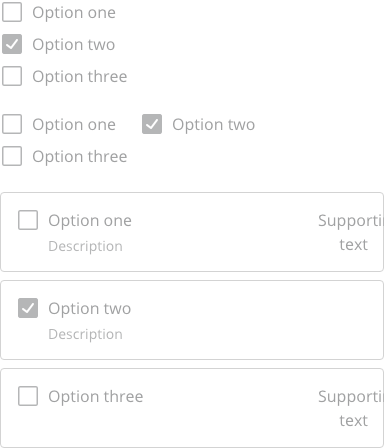 Option one
Option two
Option three
Option one Option two
Option three
Option one
Description
Supporti
text
Option two
Description
Option three
Supporti
text